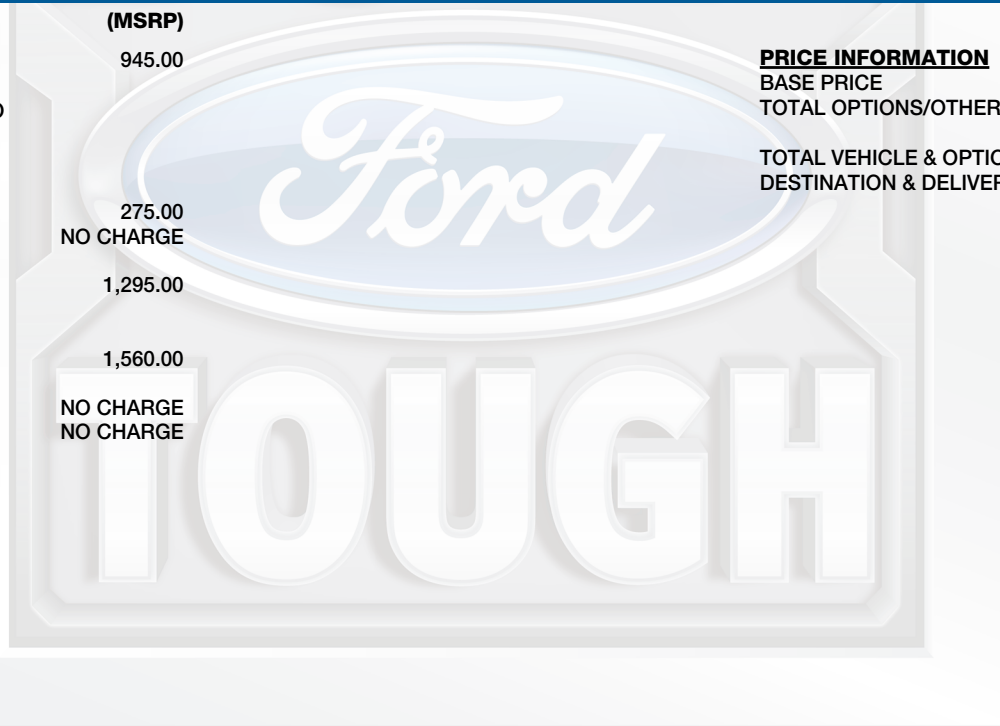 (MSRP)
945.00
275.00
NO CHARGE
1,295.00
1,560.00
NO CHARGE
NO CHARGE
PRICE INFORMATION
BASE PRICE
TOTAL OPTIONS/OTHER
TOTAL VEHICLE & OPTIO
DESTINATION & DELIVER
Ford
TOUGH